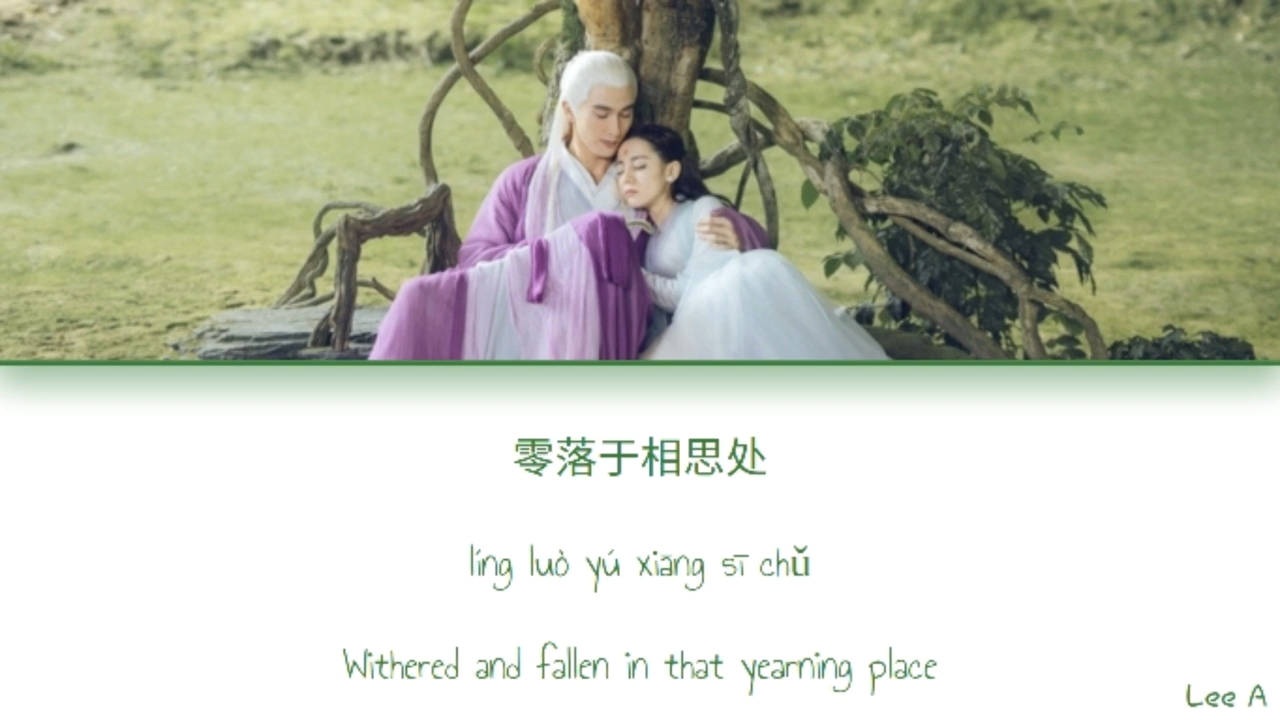 零落于相思处
líng luò yú xiāng sī chǔ
Withered and fallen in that yearning place
Lee A